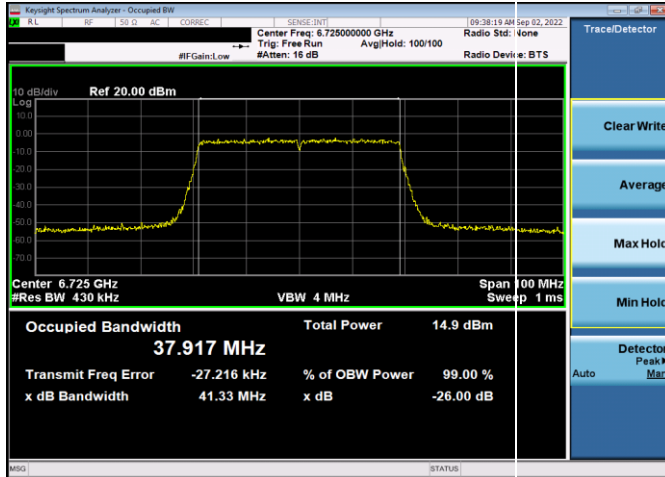 Keysight Spectrum Analyzer - Occupied BW
RL RF 50 Ω AC CORREC SENSE:INT 09:38:19 AM Sep 02, 2022
Center Freq: 6.725000000 GHz Radio Std: None
Trig: Free Run Avg|Hold: 100/100
#IFGain:Low #Atten: 16 dB Radio Device: BTS
Trace/Detector
10 dB/div Ref 20.00 dBm
Log
10.0
0.00
-10.0
-20.0
-30.0
-40.0
-50.0
-60.0
-70.0
Center 6.725 GHz Span 100 MHz
#Res BW 430 kHz VBW 4 MHz Sweep 1 ms
Occupied Bandwidth Total Power 14.9 dBm
37.917 MHz
Transmit Freq Error -27.216 kHz % of OBW Power 99.00 %
x dB Bandwidth 41.33 MHz x dB -26.00 dB
Clear Write
Average
Max Hold
Min Hold
Detector
Peak
Auto Man
MSG STATUS